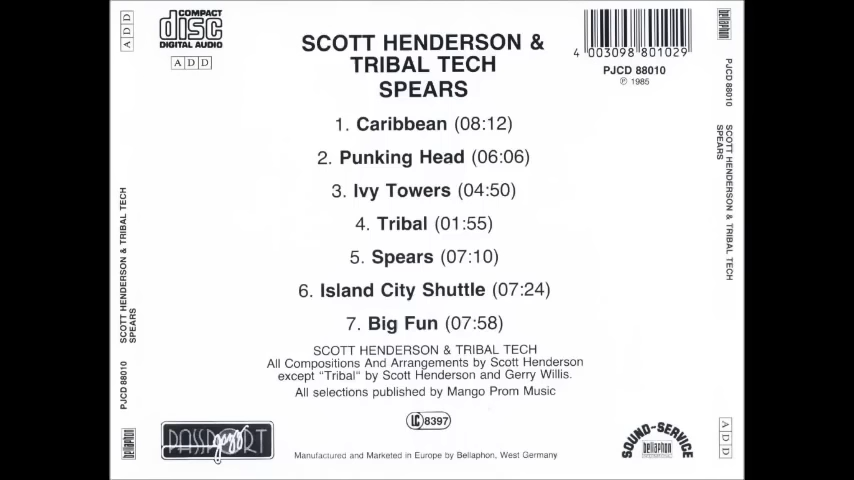 COMPACT
disc
DIGITAL AUDIO
A D D
SCOTT HENDERSON &
TRIBAL TECH
SPEARS
4 003098 801029
PJCD 88010
℗ 1985
1. Caribbean (08:12)
2. Punking Head (06:06)
3. Ivy Towers (04:50)
4. Tribal (01:55)
5. Spears (07:10)
6. Island City Shuttle (07:24)
7. Big Fun (07:58)
SCOTT HENDERSON & TRIBAL TECH
All Compositions And Arrangements by Scott Henderson
except "Tribal" by Scott Henderson and Gerry Willis.
All selections published by Mango Prom Music
LC 8397
PASSPORT
jazz
SOUND-SERVICE
bellaphon
INTERNATIONAL
Manufactured and Marketed in Europe by Bellaphon, West Germany
A D D
SCOTT HENDERSON & TRIBAL TECH
SPEARS
PJCD 88010
bellaphon
bellaphon
PJCD 88010
SCOTT HENDERSON & TRIBAL TECH
SPEARS
A D D